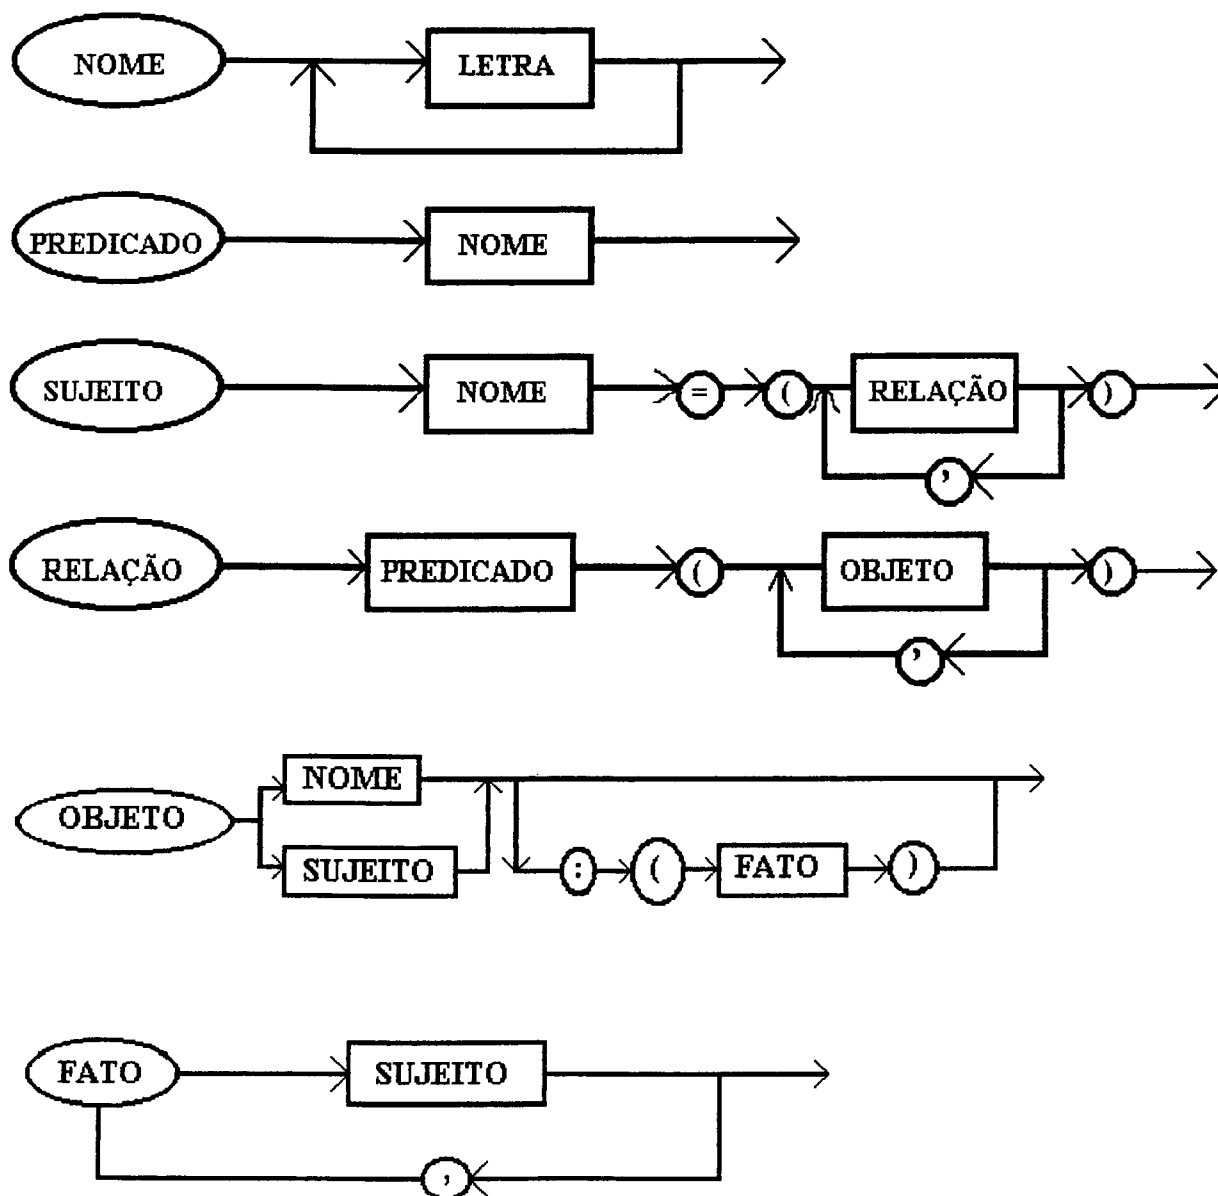 NOME LETRA
PREDICADO NOME
SUJEITO NOME = ( RELAÇÃO )
,
RELAÇÃO PREDICADO ( OBJETO )
,
NOME
OBJETO
SUJEITO : ( FATO )
FATO SUJEITO
,